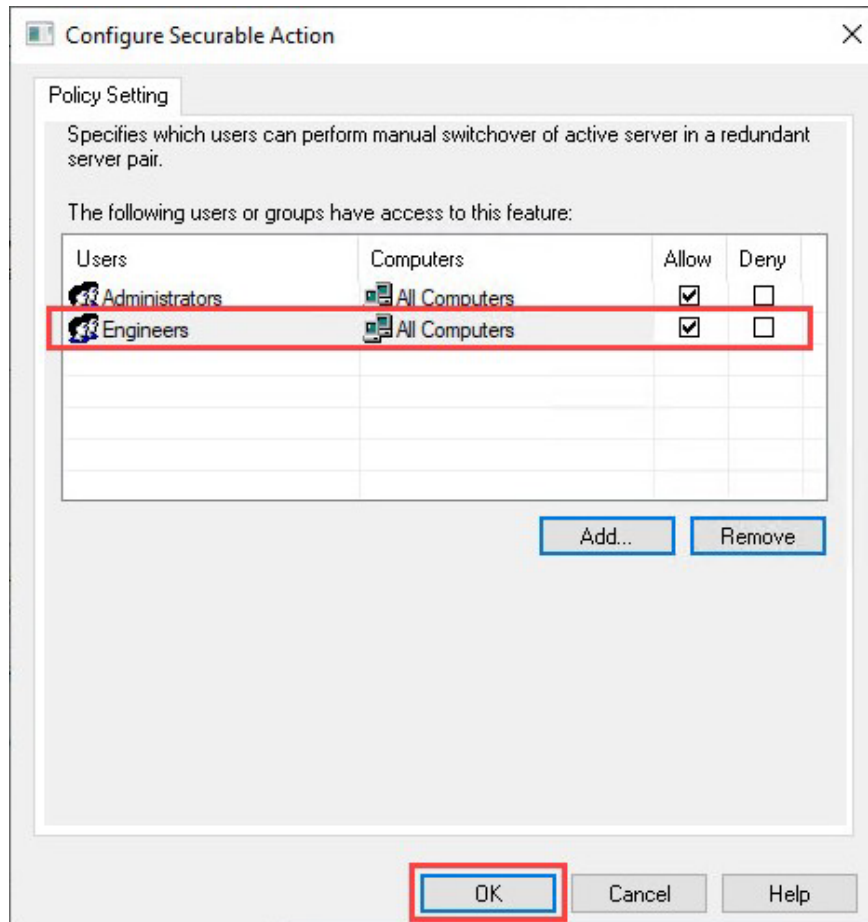 Configure Securable Action
Policy Setting
Specifies which users can perform manual switchover of active server in a redundant
server pair.
The following users or groups have access to this feature:
Users Computers Allow Deny
Administrators All Computers
Engineers All Computers
Add... Remove
OK Cancel Help